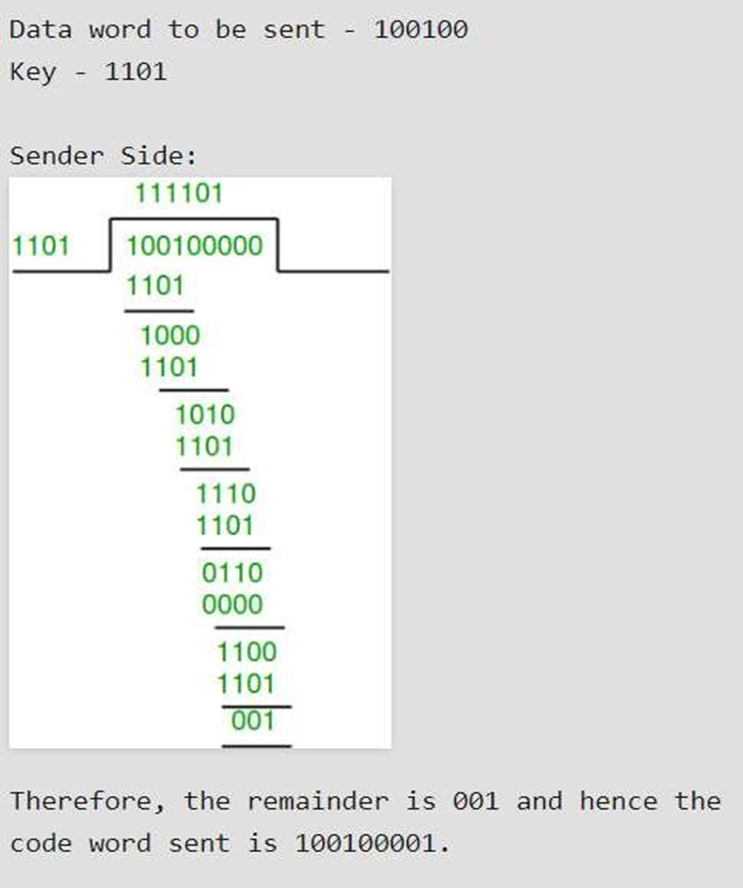 Data word to be sent - 100100
Key - 1101
Sender Side:
111101
1101 100100000
1101
1000
1101
1010
1101
1110
1101
0110
0000
1100
1101
001
Therefore, the remainder is 001 and hence the
code word sent is 100100001.